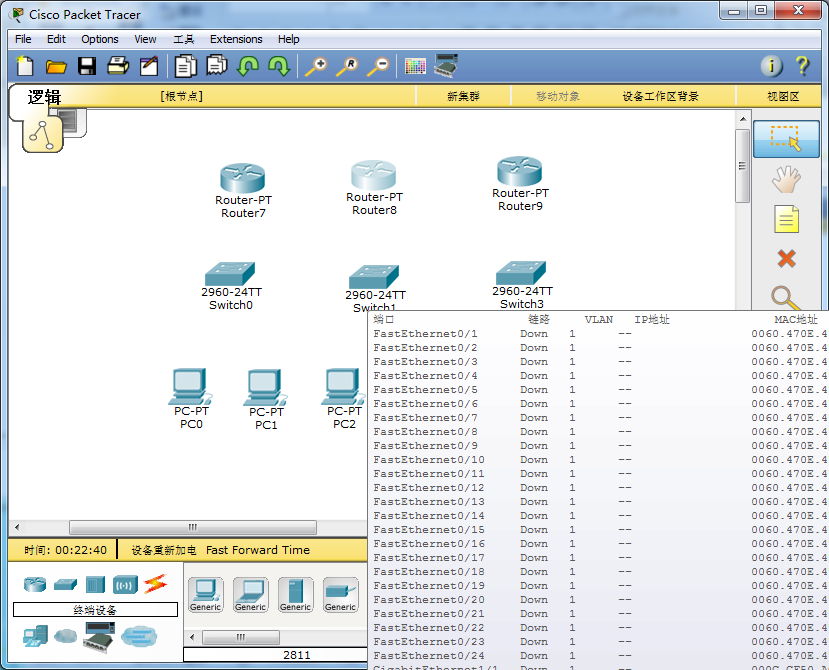 Cisco Packet Tracer
File Edit Options View 工具 Extensions Help
逻辑 [根节点] 新集群 移动对象 设备工作区背景 视图区
Router-PT Router-PT Router-PT
Router7 Router8 Router9
2960-24TT 2960-24TT 2960-24TT
Switch0 Switch1 Switch3
端口 链路 VLAN IP地址 MAC地址
FastEthernet0/1 Down 1 -- 0060.470E.4
FastEthernet0/2 Down 1 -- 0060.470E.4
FastEthernet0/3 Down 1 -- 0060.470E.4
FastEthernet0/4 Down 1 -- 0060.470E.4
FastEthernet0/5 Down 1 -- 0060.470E.4
FastEthernet0/6 Down 1 -- 0060.470E.4
FastEthernet0/7 Down 1 -- 0060.470E.4
FastEthernet0/8 Down 1 -- 0060.470E.4
FastEthernet0/9 Down 1 -- 0060.470E.4
FastEthernet0/10 Down 1 -- 0060.470E.4
FastEthernet0/11 Down 1 -- 0060.470E.4
FastEthernet0/12 Down 1 -- 0060.470E.4
FastEthernet0/13 Down 1 -- 0060.470E.4
FastEthernet0/14 Down 1 -- 0060.470E.4
FastEthernet0/15 Down 1 -- 0060.470E.4
FastEthernet0/16 Down 1 -- 0060.470E.4
FastEthernet0/17 Down 1 -- 0060.470E.4
FastEthernet0/18 Down 1 -- 0060.470E.4
FastEthernet0/19 Down 1 -- 0060.470E.4
FastEthernet0/20 Down 1 -- 0060.470E.4
FastEthernet0/21 Down 1 -- 0060.470E.4
FastEthernet0/22 Down 1 -- 0060.470E.4
FastEthernet0/23 Down 1 -- 0060.470E.4
FastEthernet0/24 Down 1 -- 0060.470E.4
GigabitEthernet1/1 Down 1 --
PC-PT PC-PT PC-PT
PC0 PC1 PC2
时间: 00:22:40 设备重新加电 Fast Forward Time
Generic Generic Generic Generic
终端设备
2811